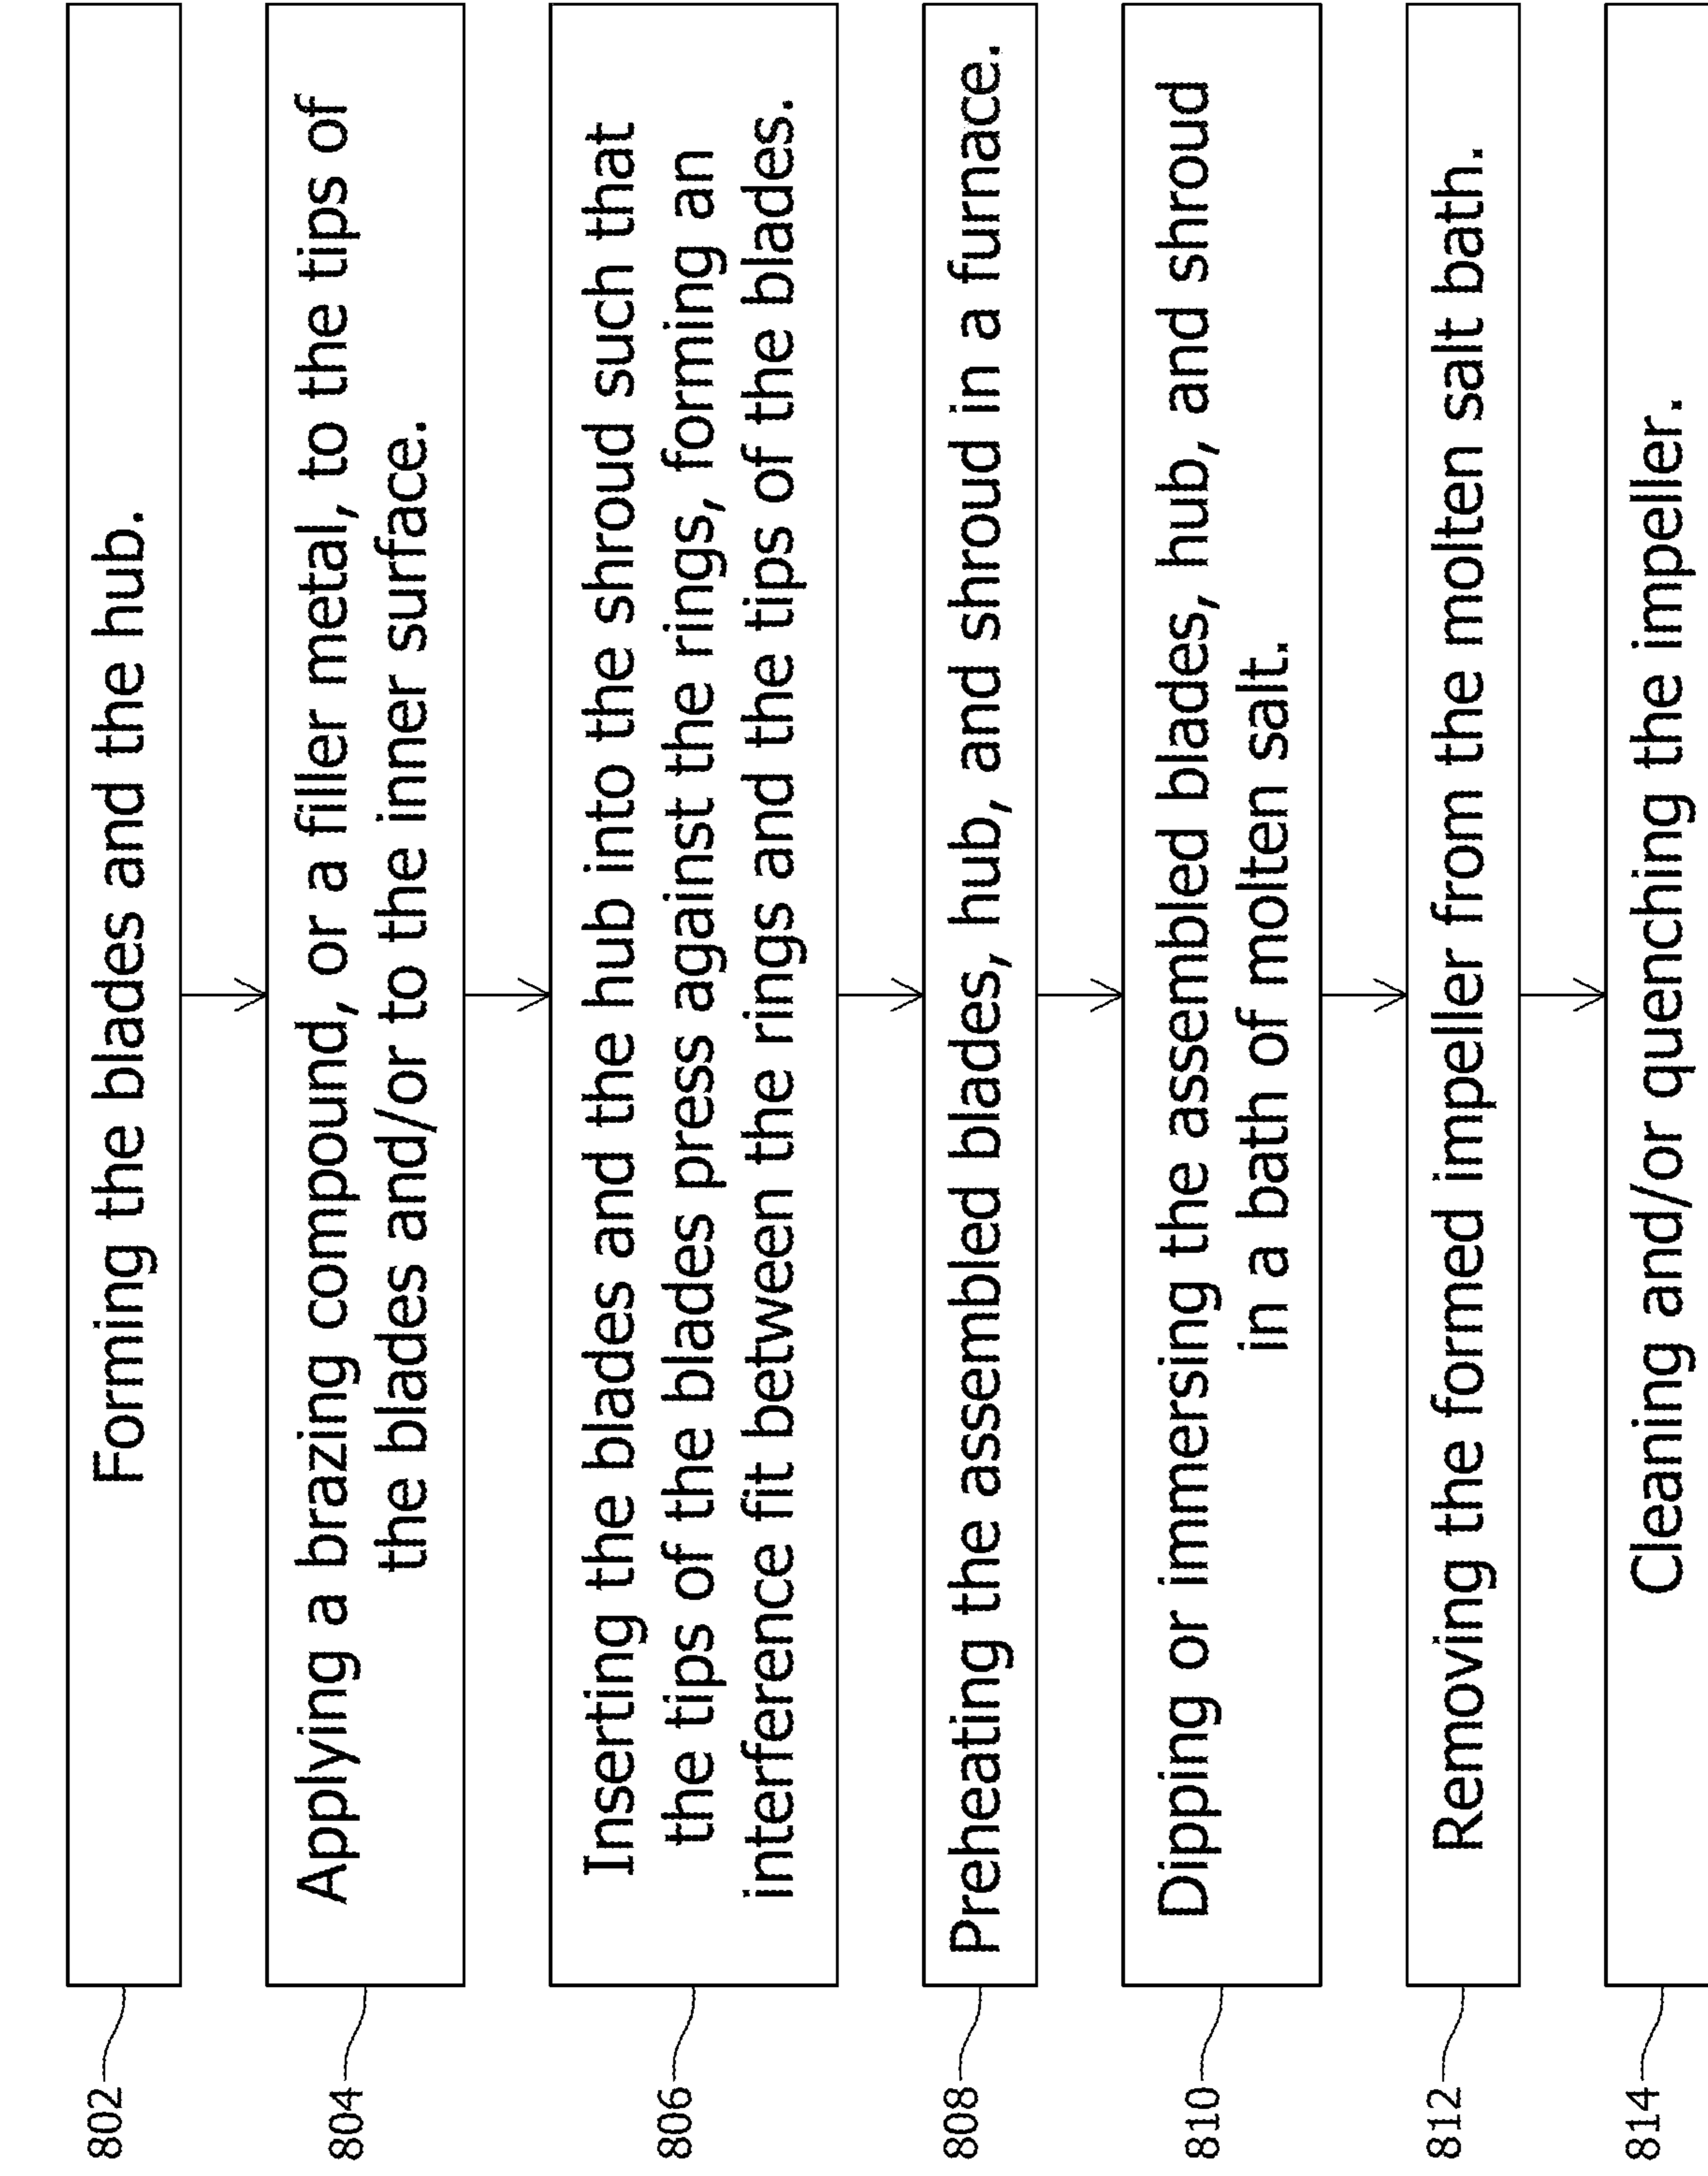 802
Forming the blades and the hub.
804
Applying a brazing compound, or a filler metal, to the tips of
the blades and/or to the inner surface.
806
Inserting the blades and the hub into the shroud such that
the tips of the blades press against the rings, forming an
interference fit between the rings and the tips of the blades.
808
Preheating the assembled blades, hub, and shroud in a furnace.
810
Dipping or immersing the assembled blades, hub, and shroud
in a bath of molten salt.
812
Removing the formed impeller from the molten salt bath.
814
Cleaning and/or quenching the impeller.